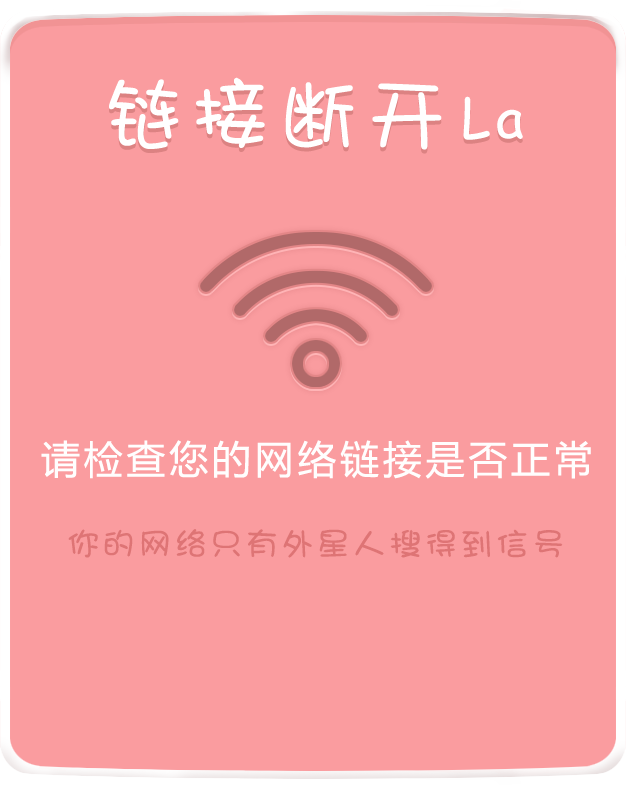 链接断开La
请检查您的网络链接是否正常
你的网络只有外星人搜得到信号